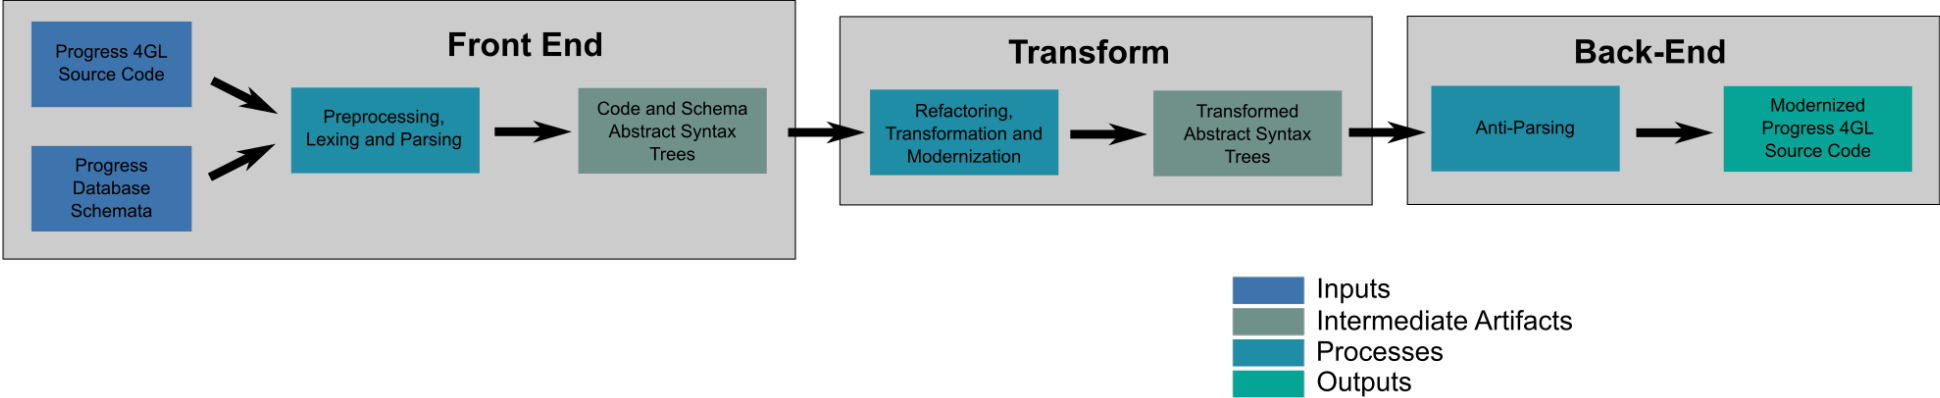 Front End
Progress 4GL
Source Code
Progress
Database
Schemata
Preprocessing,
Lexing and Parsing
Code and Schema
Abstract Syntax
Trees
Transform
Refactoring,
Transformation and
Modernization
Transformed
Abstract Syntax
Trees
Back-End
Anti-Parsing
Modernized
Progress 4GL
Source Code
Inputs
Intermediate Artifacts
Processes
Outputs